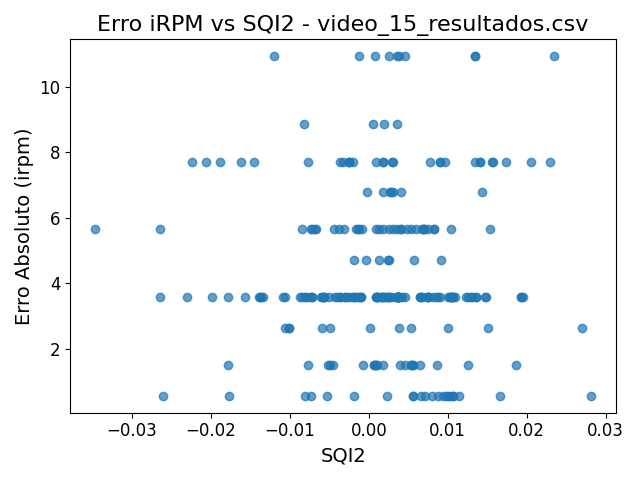 Erro iRPM vs SQI2 - video_15_resultados.csv
Erro Absoluto (irpm)
10
8
6
4
2
−0.03 −0.02 −0.01 0.00 0.01 0.02 0.03
SQI2